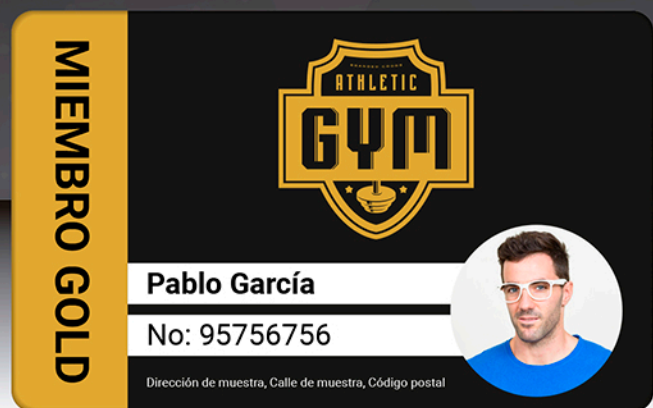 MIEMBRO GOLD
ATHLETIC
GYM
Pablo García
No: 95756756
Dirección de muestra, Calle de muestra, Código postal